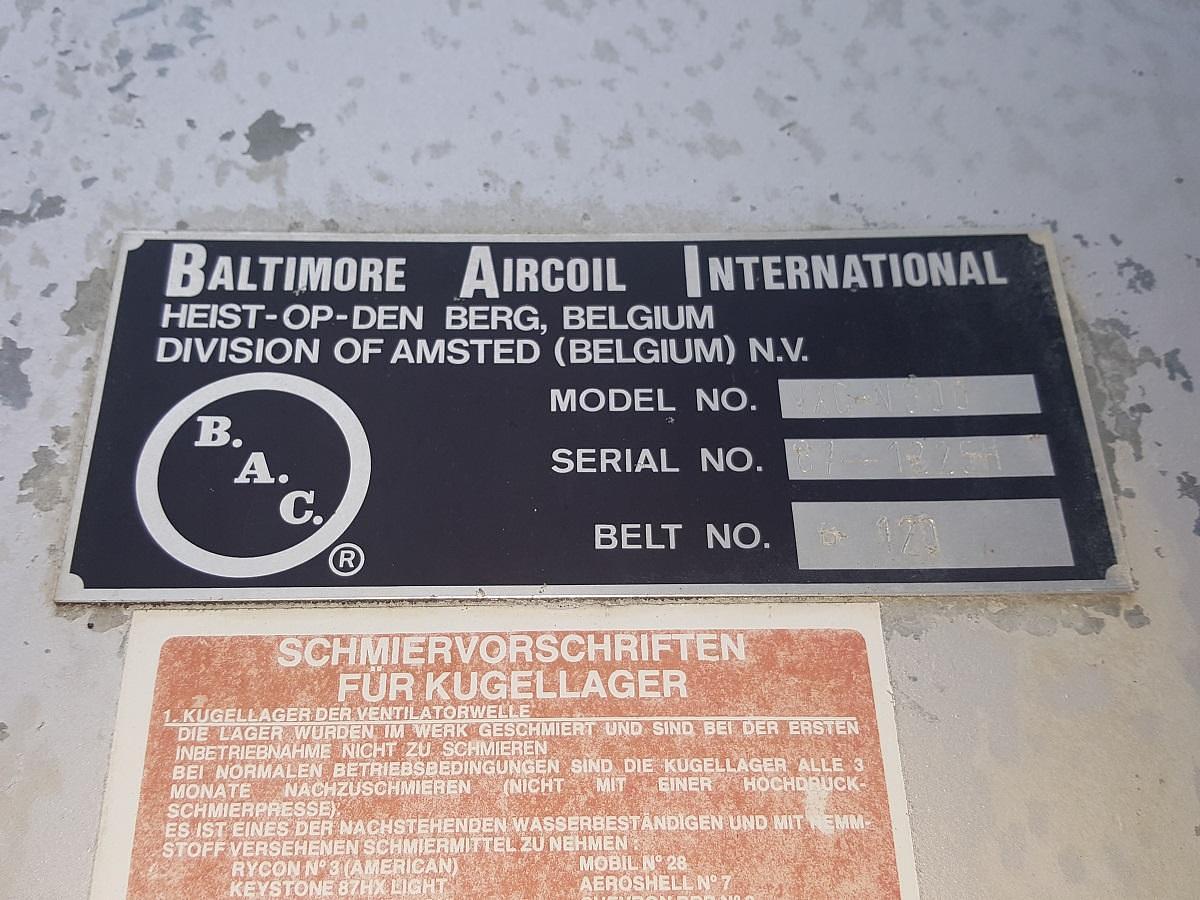 BALTIMORE AIRCOIL INTERNATIONAL
HEIST-OP-DEN BERG, BELGIUM
DIVISION OF AMSTED (BELGIUM) N.V.
B.
A.
C.
®
MODEL NO.
SERIAL NO.
BELT NO. 120
SCHMIERVORSCHRIFTEN
FÜR KUGELLAGER
1. KUGELLAGER DER VENTILATORWELLE
DIE LAGER WURDEN IM WERK GESCHMIERT UND SIND BEI DER ERSTEN
INBETRIEBNAHME NICHT ZU SCHMIEREN
BEI NORMALEN BETRIEBSBEDINGUNGEN SIND DIE KUGELLAGER ALLE 3
MONATE NACHZUSCHMIEREN (NICHT MIT EINER HOCHDRUCK-
SCHMIERPRESSE).
ES IST EINES DER NACHSTEHENDEN WASSERBESTÄNDIGEN UND MIT HEMM-
STOFF VERSEHENEN SCHMIERMITTEL ZU NEHMEN :
RYCON N° 3 (AMERICAN) MOBIL N° 28
KEYSTONE 87HX LIGHT AEROSHELL N° 7